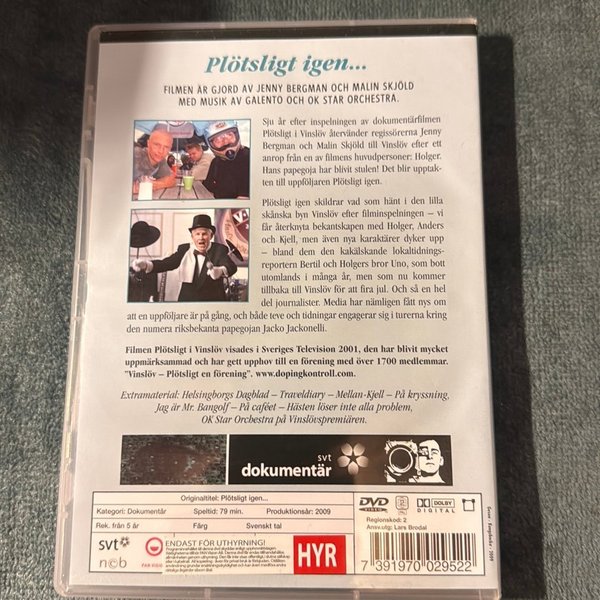 Plötsligt igen...
FILMEN ÄR GJORD AV JENNY BERGMAN OCH MALIN SKJÖLD
MED MUSIK AV GALENTO OCH OK STAR ORCHESTRA.
Sju år efter inspelningen av dokumentärfilmen
Plötsligt i Vinslöv återvänder regissörerna Jenny
Bergman och Malin Skjöld till Vinslöv efter ett
anrop från en av filmens huvudpersoner: Holger.
Hans papegoja har blivit stulen! Det blir upptak-
ten till uppföljaren Plötsligt igen.
Plötsligt igen skildrar vad som hänt i den lilla
skånska byn Vinslöv efter filminspelningen – vi
får återknyta bekantskapen med Holger, Anders
och Kjell, men även nya karaktärer dyker upp
– bland dem den kakälskande lokaltidnings-
reportern Bertil och Holgers bror Uno, som bott
utomlands i många år, men som nu kommer
tillbaka till Vinslöv för att fira jul. Och så en hel
del journalister. Media har nämligen fått nys om
att en uppföljare är på gång, och både teve och tidningar engagerar sig i turerna kring
den numera riksbekanta papegojan Jacko Jackonelli.
Filmen Plötsligt i Vinslöv visades i Sveriges Television 2001, den har blivit mycket
uppmärksammad och har gett upphov till en förening med över 1700 medlemmar.
"Vinslöv – Plötsligt en förening". www.dopingkontroll.com.
Extramaterial: Helsingborgs Dagblad – Traveldiary – Mellan-Kjell – På kryssning,
Jag är Mr. Bangolf – På caféet – Hästen löser inte alla problem,
OK Star Orchestra på Vinslövspremiären.
svt
dokumentär
Originaltitel: Plötsligt igen...
Kategori: Dokumentär Speltid: 79 min. Produktionsår: 2009
Rek. från 5 år Färg Svenskt tal
DVD
VIDEO
2
DOLBY
DIGITAL
Regionskod: 2
Ansv.utg: Lars Brodal
svt
ncb
ENDAST FÖR UTHYRNING!
HYR
7 391970 029522